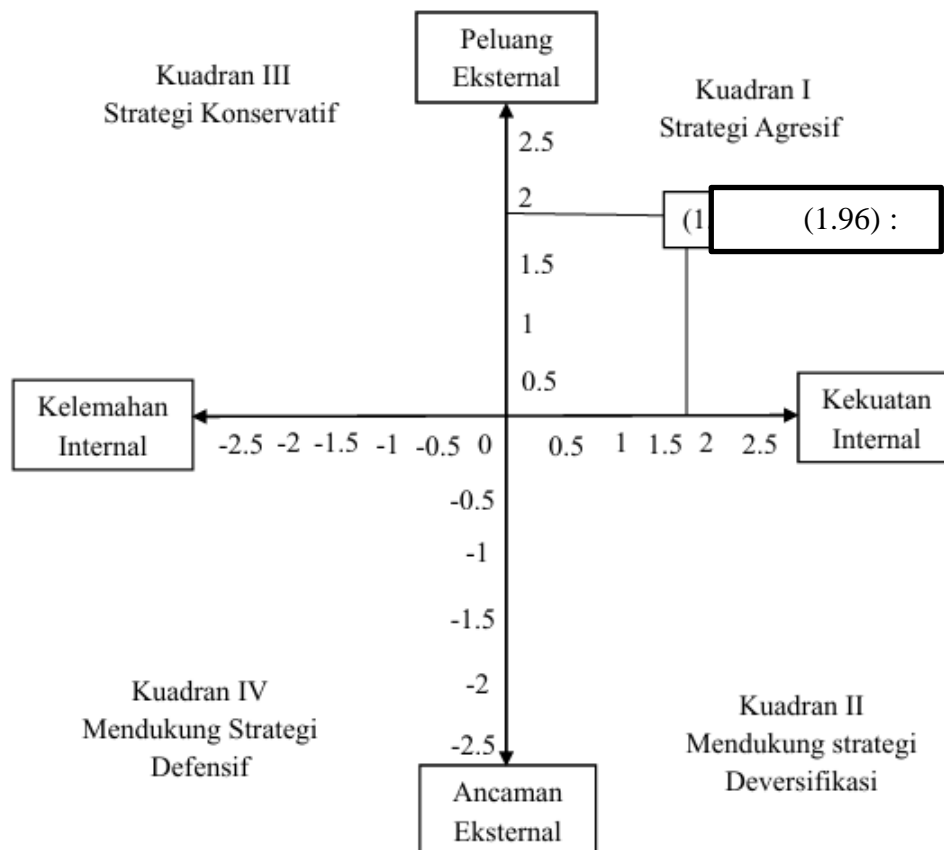 Peluang
Eksternal
Kuadran III
Strategi Konservatif
Kuadran I
Strategi Agresif
2.5
2
(1.
(1.96) :
1.5
1
0.5
Kelemahan
Internal
Kekuatan
Internal
-2.5 -2 -1.5 -1 -0.5 0 0.5 1 1.5 2 2.5
-0.5
-1
-1.5
-2
-2.5
Kuadran IV
Mendukung Strategi
Defensif
Kuadran II
Mendukung strategi
Deversifikasi
Ancaman
Eksternal